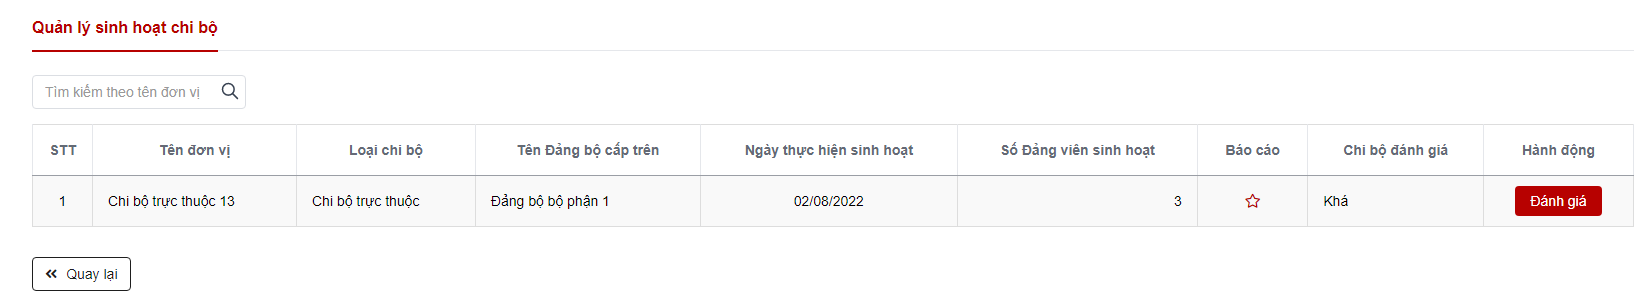 Quản lý sinh hoạt chi bộ
Tìm kiếm theo tên đơn vị
STT Tên đơn vị Loại chi bộ Tên Đảng bộ cấp trên Ngày thực hiện sinh hoạt Số Đảng viên sinh hoạt Báo cáo Chi bộ đánh giá Hành động
1 Chi bộ trực thuộc 13 Chi bộ trực thuộc Đảng bộ bộ phận 1 02/08/2022 3 Khá Đánh giá
Quay lại